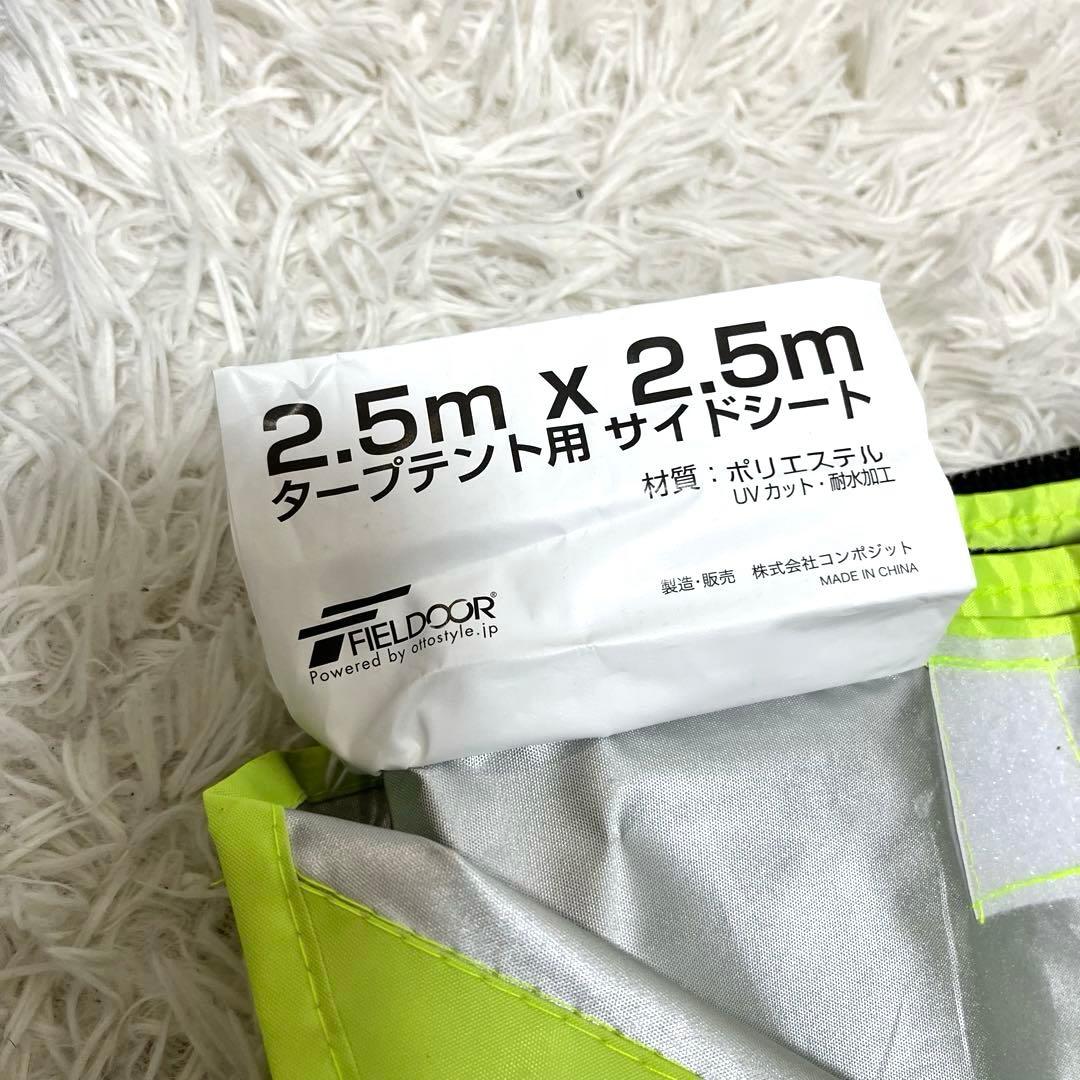 2.5m x 2.5m
タープテント用 サイドシート
材質：ポリエステル
UVカット・耐水加工
製造・販売 株式会社コンポジット
MADE IN CHINA
FIELDOOR®
Powered by ottostyle.jp